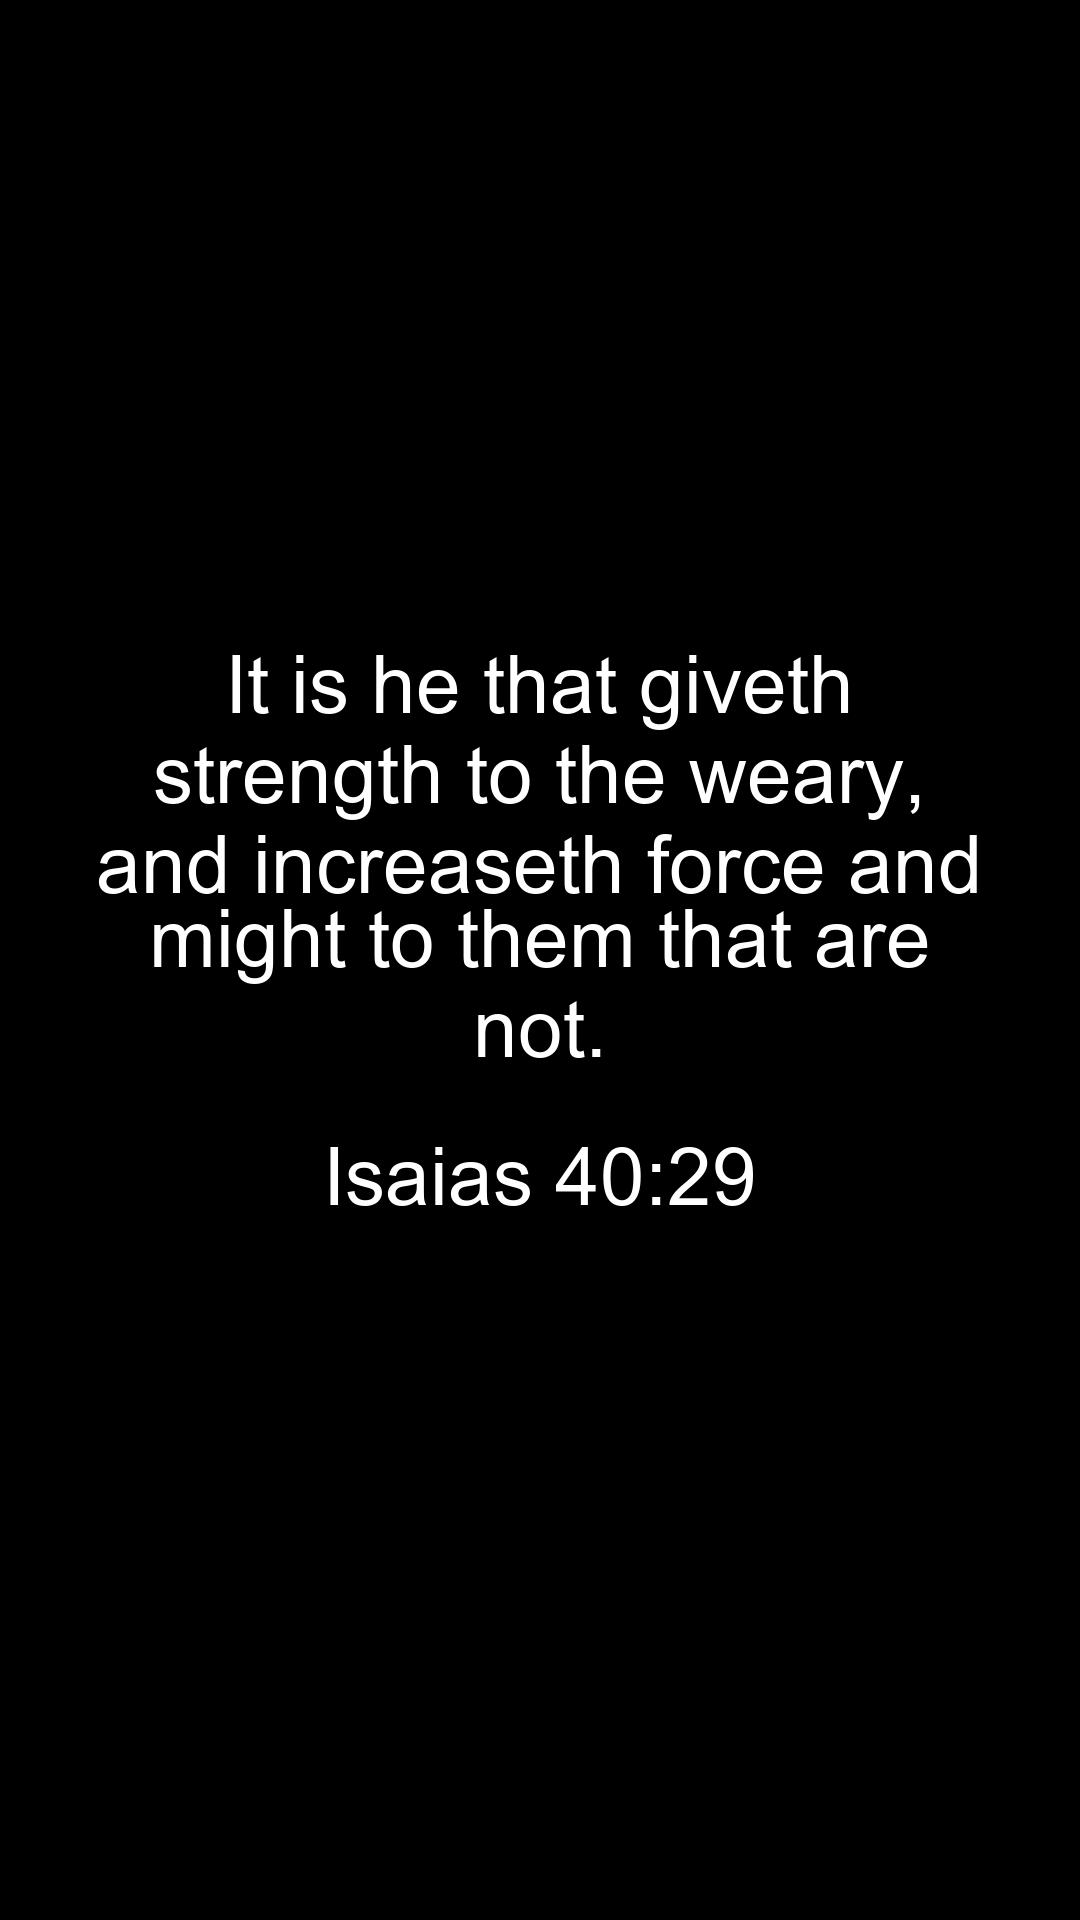 It is he that giveth
strength to the weary,
and increaseth force and
might to them that are
not.
Isaias 40:29